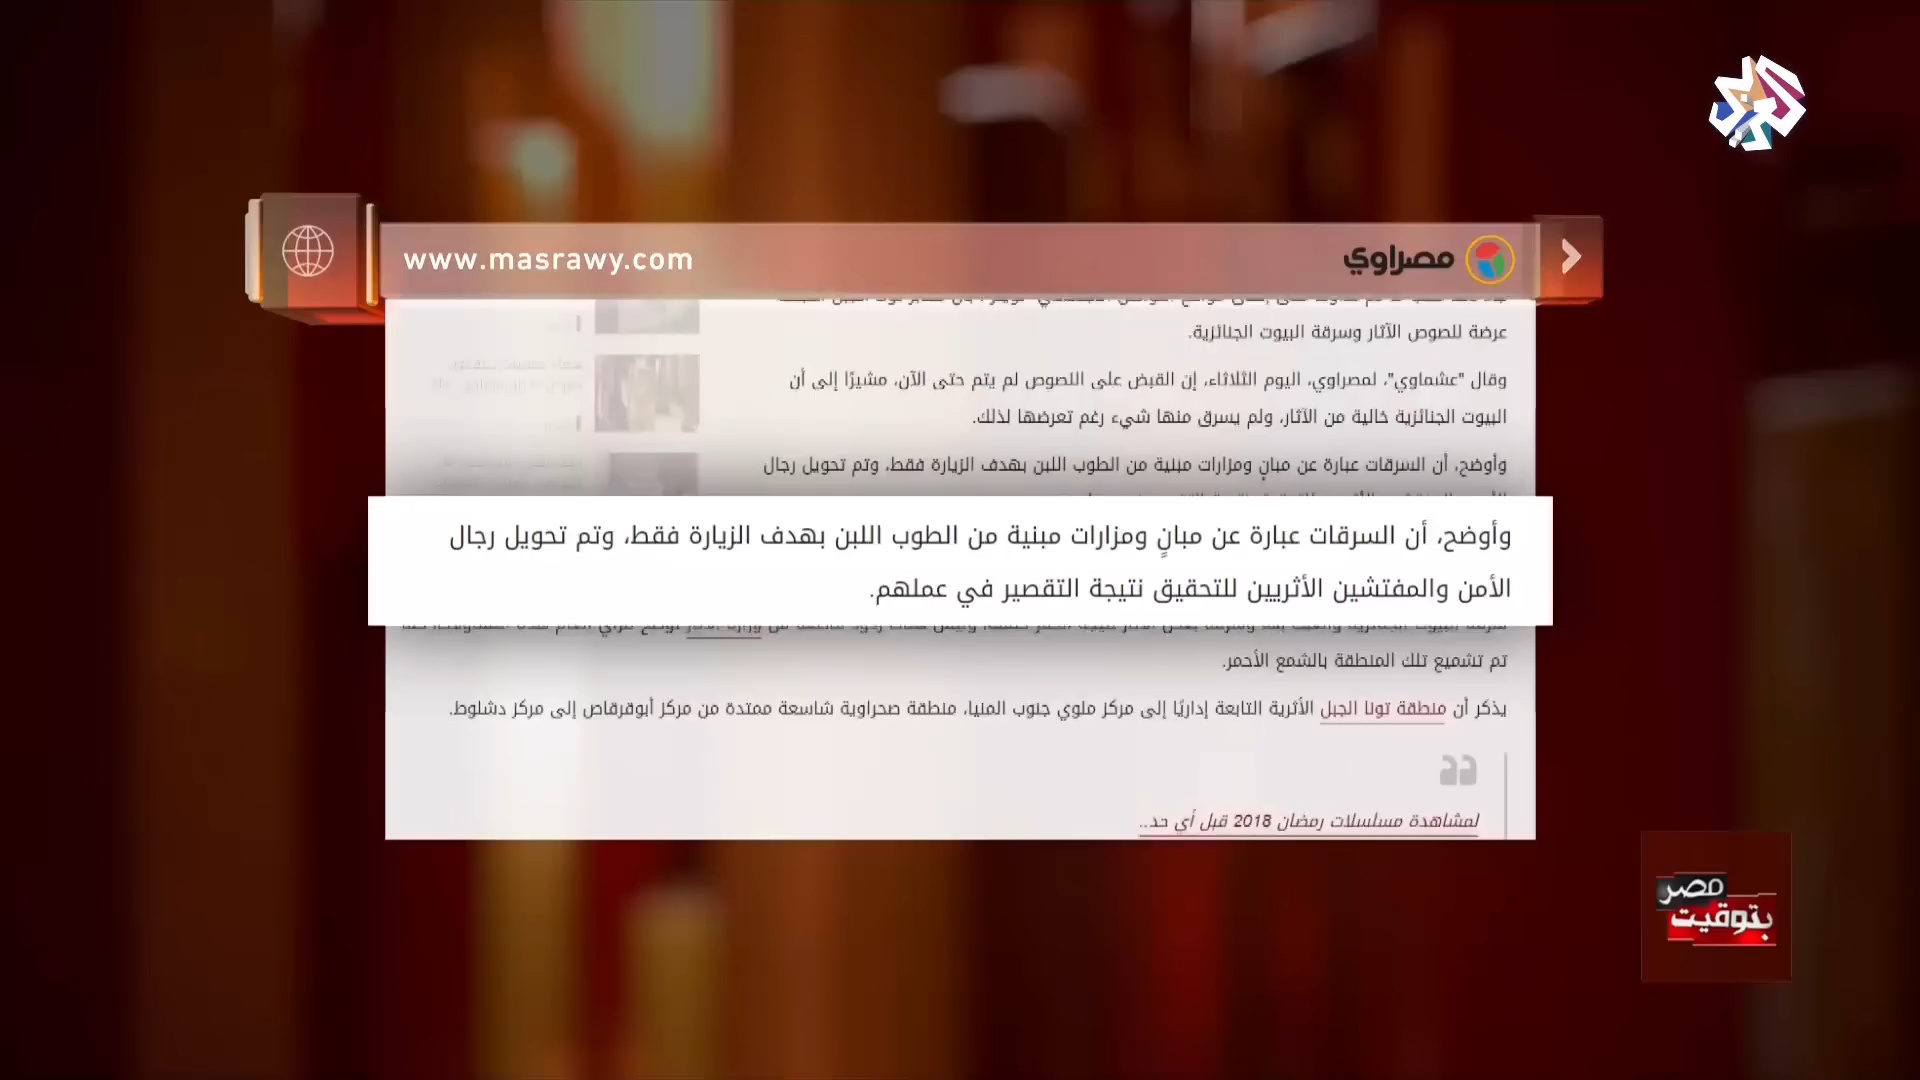 www.masrawy.com
مصراوي
عرضة للصوص الآثار وسرقة البيوت الجنائزية.
وقال "عشماوي"، لمصراوي، اليوم الثلاثاء، إن القبض على اللصوص لم يتم حتى الآن، مشيرًا إلى أن
البيوت الجنائزية خالية من الآثار، ولم يسرق منها شيء رغم تعرضها لذلك.
وأوضح، أن السرقات عبارة عن مبانٍ ومزارات مبنية من الطوب اللبن بهدف الزيارة فقط، وتم تحويل رجال
وأوضح، أن السرقات عبارة عن مبانٍ ومزارات مبنية من الطوب اللبن بهدف الزيارة فقط، وتم تحويل رجال
الأمن والمفتشين الأثريين للتحقيق نتيجة التقصير في عملهم.
تم تشميع تلك المنطقة بالشمع الأحمر.
يذكر أن منطقة تونا الجبل الأثرية التابعة إداريًا إلى مركز ملوي جنوب المنيا، منطقة صحراوية شاسعة ممتدة من مركز أبوقرقاص إلى مركز دشلوط.
لمشاهدة مسلسلات رمضان 2018 قبل أي حد..
مصر
بتوقيت